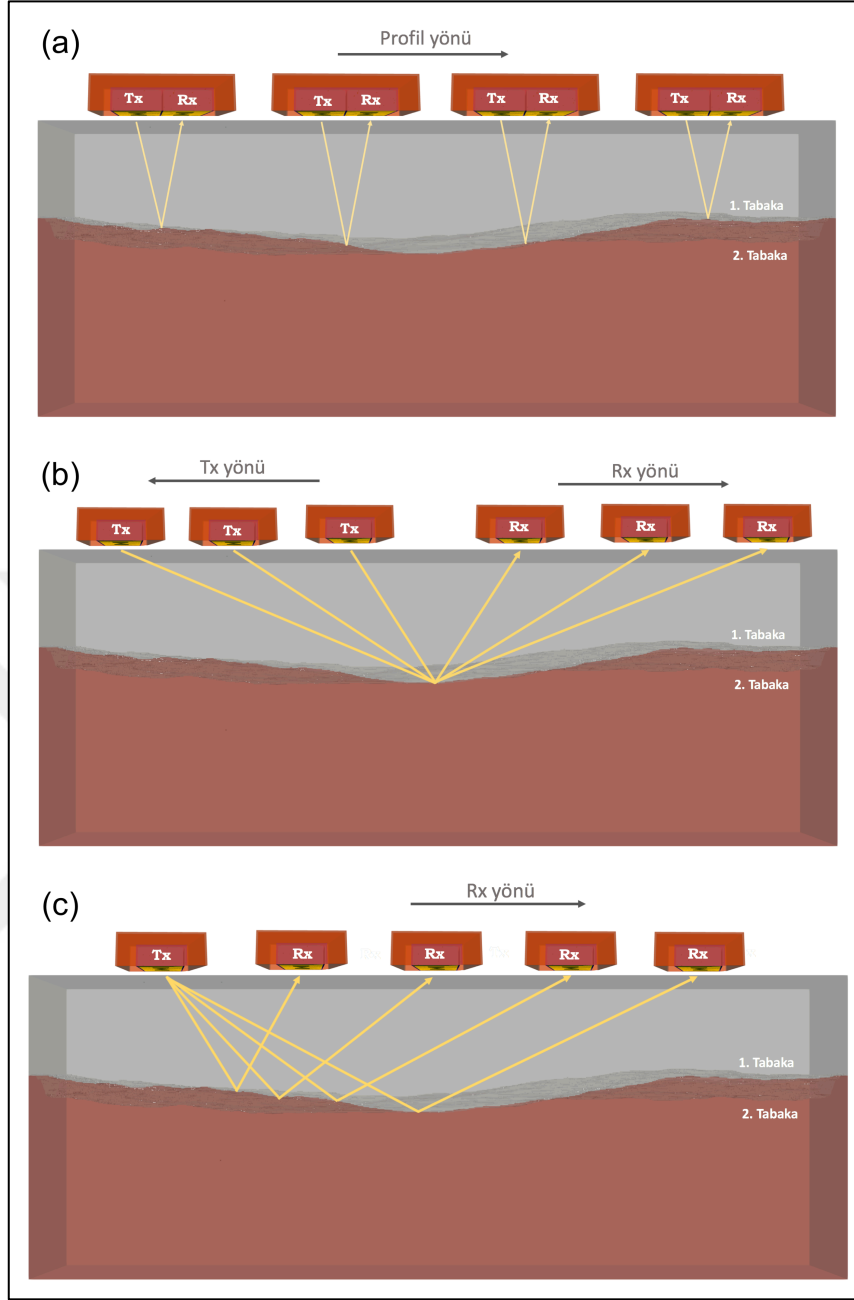 (a)
Profil yönü
Tx Rx Tx Rx Tx Rx Tx Rx
1. Tabaka
2. Tabaka
(b)
Tx yönü Rx yönü
Tx Tx Tx Rx Rx Rx
1. Tabaka
2. Tabaka
(c)
Rx yönü
Tx Rx Rx Rx Rx
1. Tabaka
2. Tabaka